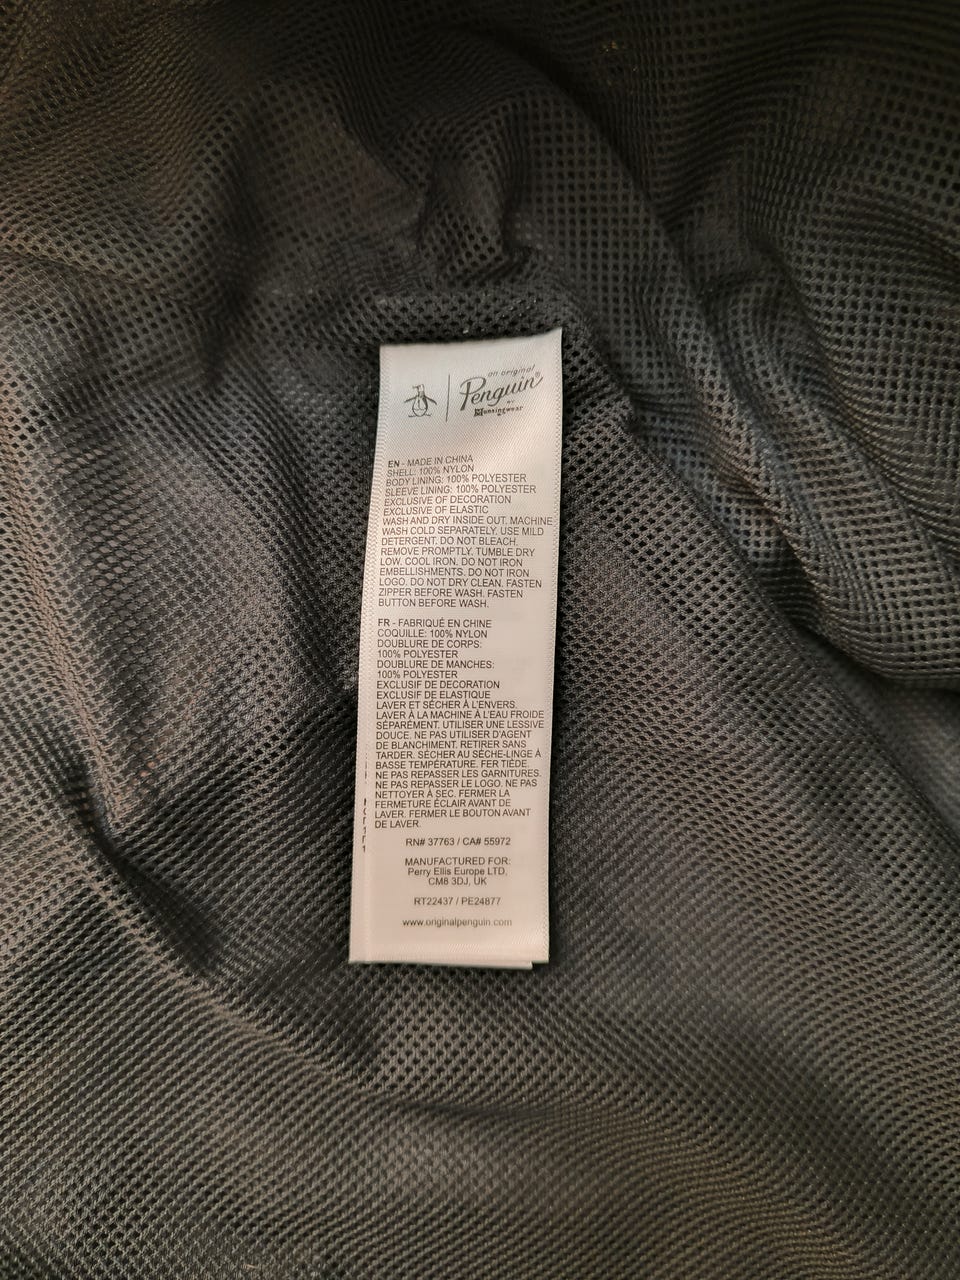 an original
Penguin®
BY
Munsingwear
EN - MADE IN CHINA
SHELL: 100% NYLON
BODY LINING: 100% POLYESTER
SLEEVE LINING: 100% POLYESTER
EXCLUSIVE OF DECORATION
EXCLUSIVE OF ELASTIC
WASH AND DRY INSIDE OUT. MACHINE
WASH COLD SEPARATELY. USE MILD
DETERGENT. DO NOT BLEACH.
REMOVE PROMPTLY. TUMBLE DRY
LOW. COOL IRON. DO NOT IRON
EMBELLISHMENTS. DO NOT IRON
LOGO. DO NOT DRY CLEAN. FASTEN
ZIPPER BEFORE WASH. FASTEN
BUTTON BEFORE WASH.
FR - FABRIQUÉ EN CHINE
COQUILLE: 100% NYLON
DOUBLURE DE CORPS:
100% POLYESTER
DOUBLURE DE MANCHES:
100% POLYESTER
EXCLUSIF DE DECORATION
EXCLUSIF DE ELASTIQUE
LAVER ET SÉCHER À L'ENVERS.
LAVER À LA MACHINE À L'EAU FROIDE
SÉPARÉMENT. UTILISER UNE LESSIVE
DOUCE. NE PAS UTILISER D'AGENT
DE BLANCHIMENT. RETIRER SANS
TARDER. SÉCHER AU SÈCHE-LINGE À
BASSE TEMPÉRATURE. FER TIÈDE.
NE PAS REPASSER LES GARNITURES.
NE PAS REPASSER LE LOGO. NE PAS
NETTOYER À SEC. FERMER LA
FERMETURE ÉCLAIR AVANT DE
LAVER. FERMER LE BOUTON AVANT
DE LAVER.
RN# 37763 / CA# 55972
MANUFACTURED FOR:
Perry Ellis Europe LTD,
CM8 3DJ, UK
RT22437 / PE24877
www.originalpenguin.com